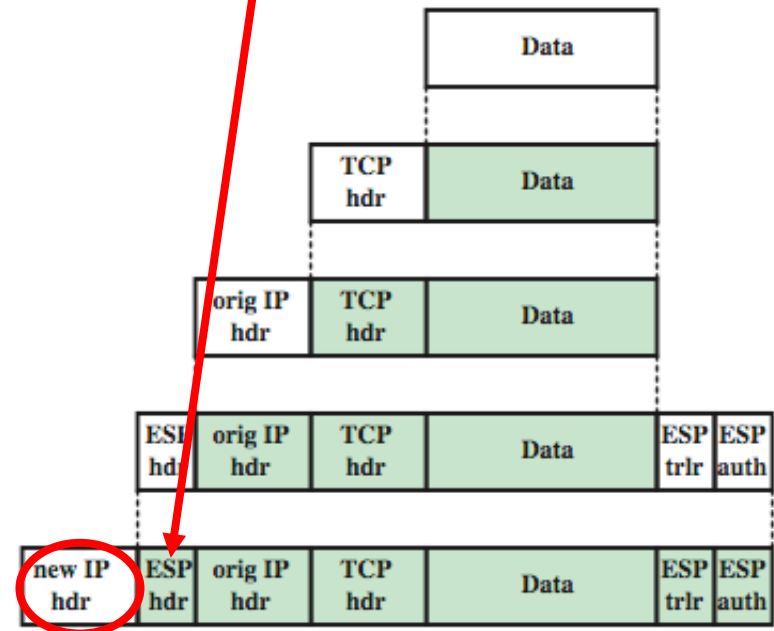 Data
TCP
hdr
Data
orig IP
hdr
TCP
hdr
Data
ESP
hdr
orig IP
hdr
TCP
hdr
Data
ESP
trlr
ESP
auth
new IP
hdr
ESP
hdr
orig IP
hdr
TCP
hdr
Data
ESP
trlr
ESP
auth